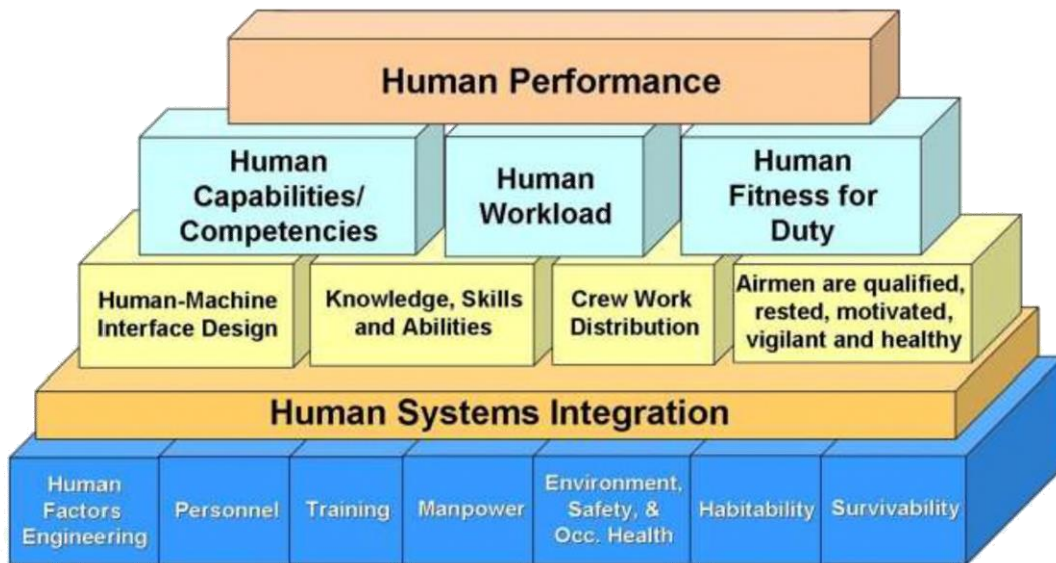 Human Performance
Human
Capabilities/
Competencies
Human
Workload
Human
Fitness for
Duty
Human-Machine
Interface Design
Knowledge, Skills
and Abilities
Crew Work
Distribution
Airmen are qualified,
rested, motivated,
vigilant and healthy
Human Systems Integration
Human
Factors
Engineering
Personnel
Training
Manpower
Environment,
Safety, &
Occ. Health
Habitability
Survivability